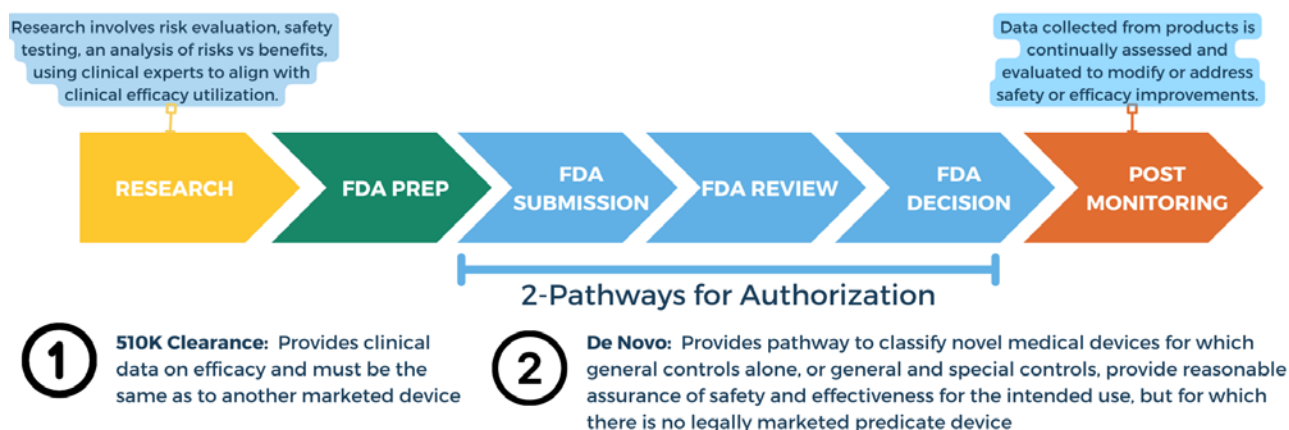 Research involves risk evaluation, safety
testing, an analysis of risks vs benefits,
using clinical experts to align with
clinical efficacy utilization.
Data collected from products is
continually assessed and
evaluated to modify or address
safety or efficacy improvements.
RESEARCH
FDA PREP
FDA
SUBMISSION
FDA REVIEW
FDA
DECISION
POST
MONITORING
2-Pathways for Authorization
1
510K Clearance: Provides clinical
data on efficacy and must be the
same as to another marketed device
2
De Novo: Provides pathway to classify novel medical devices for which
general controls alone, or general and special controls, provide reasonable
assurance of safety and effectiveness for the intended use, but for which
there is no legally marketed predicate device